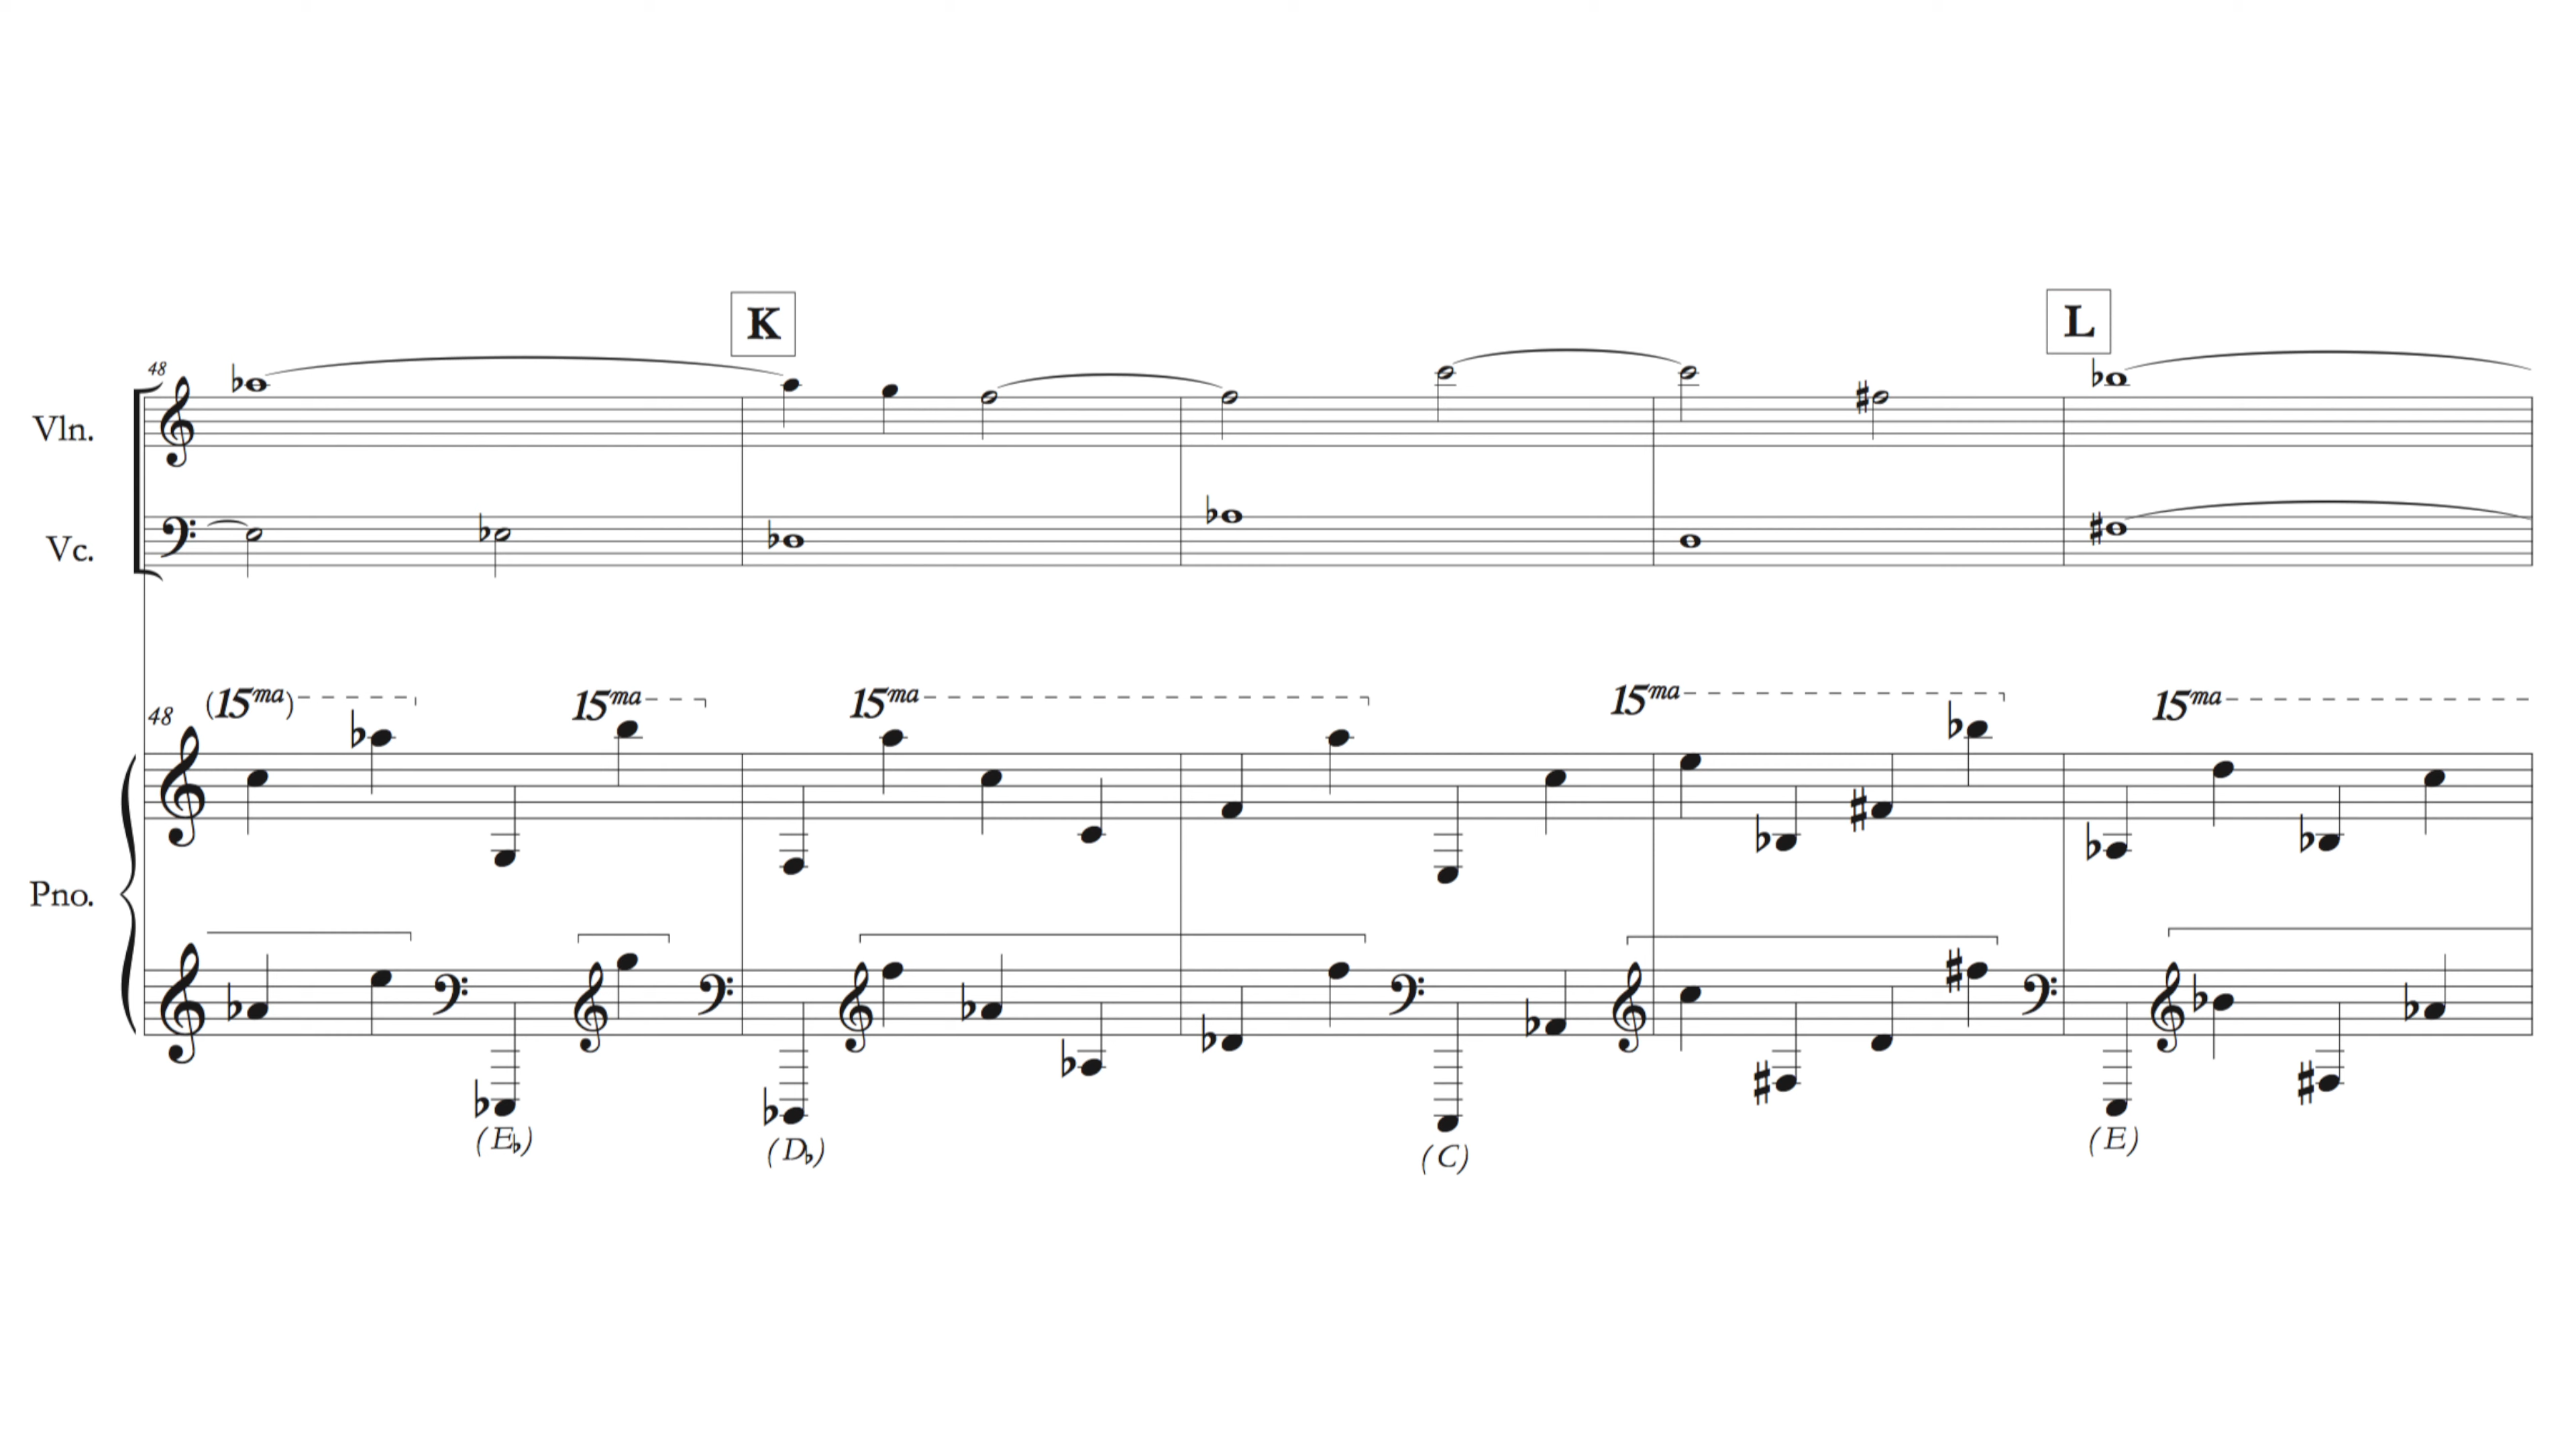 K
L
48
Vln.
Vc.
(15ma) 15ma 15ma 15ma 15ma
48
Pno.
(E♭) (D♭) (C) (E)